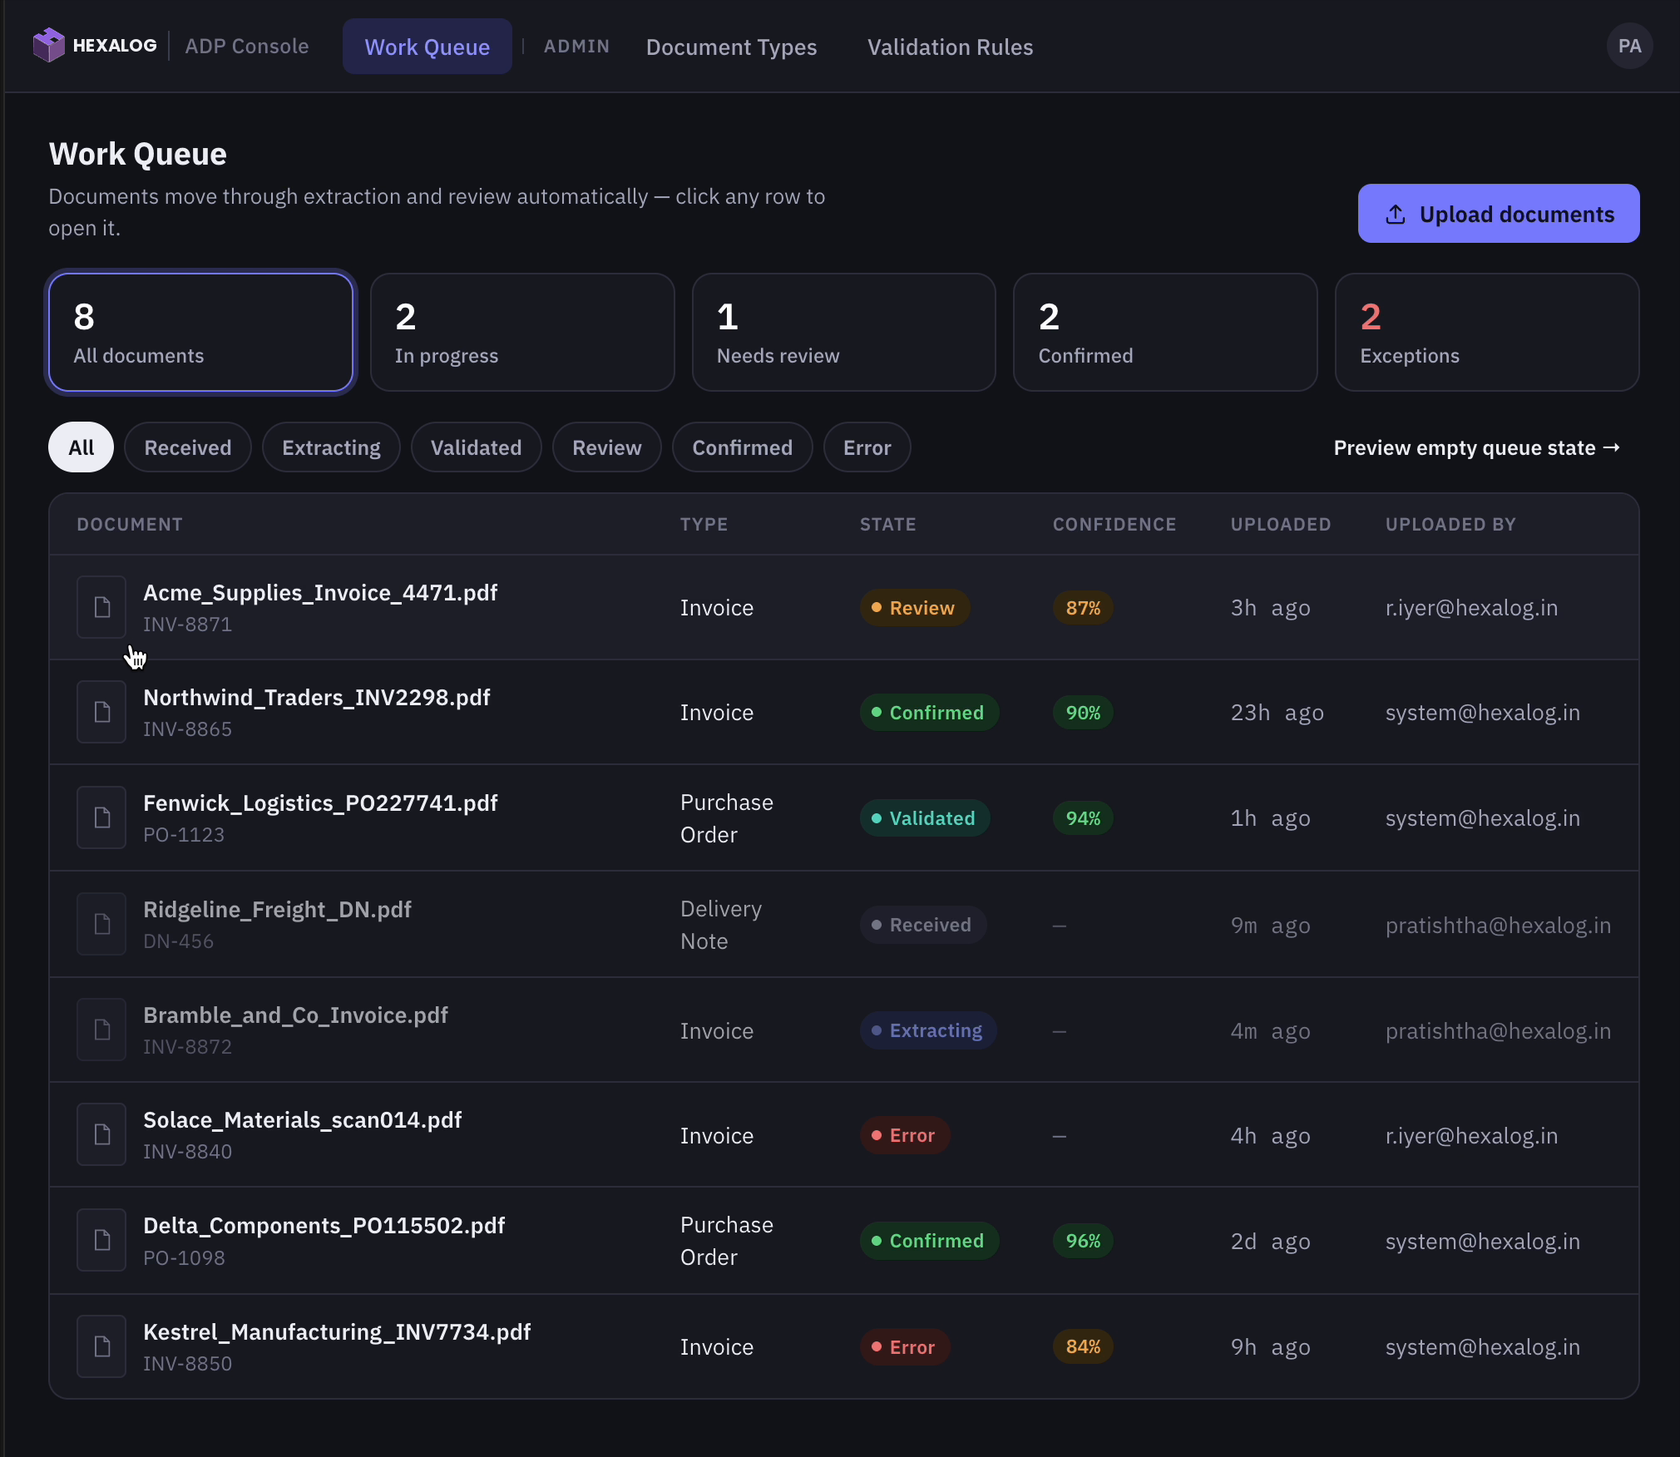 HEXALOG
ADP Console
Work Queue
ADMIN
Document Types
Validation Rules
PA
Work Queue
Documents move through extraction and review automatically — click any row to
open it.
Upload documents
8
All documents
2
In progress
1
Needs review
2
Confirmed
2
Exceptions
All
Received
Extracting
Validated
Review
Confirmed
Error
Preview empty queue state →
DOCUMENT TYPE STATE CONFIDENCE UPLOADED UPLOADED BY
Acme_Supplies_Invoice_4471.pdf
INV-8871
Invoice
Review
87%
3h ago
r.iyer@hexalog.in
Northwind_Traders_INV2298.pdf
INV-8865
Invoice
Confirmed
90%
23h ago
system@hexalog.in
Fenwick_Logistics_PO227741.pdf
PO-1123
Purchase
Order
Validated
94%
1h ago
system@hexalog.in
Ridgeline_Freight_DN.pdf
DN-456
Delivery
Note
Received
—
9m ago
pratishtha@hexalog.in
Bramble_and_Co_Invoice.pdf
INV-8872
Invoice
Extracting
—
4m ago
pratishtha@hexalog.in
Solace_Materials_scan014.pdf
INV-8840
Invoice
Error
—
4h ago
r.iyer@hexalog.in
Delta_Components_PO115502.pdf
PO-1098
Purchase
Order
Confirmed
96%
2d ago
system@hexalog.in
Kestrel_Manufacturing_INV7734.pdf
INV-8850
Invoice
Error
84%
9h ago
system@hexalog.in